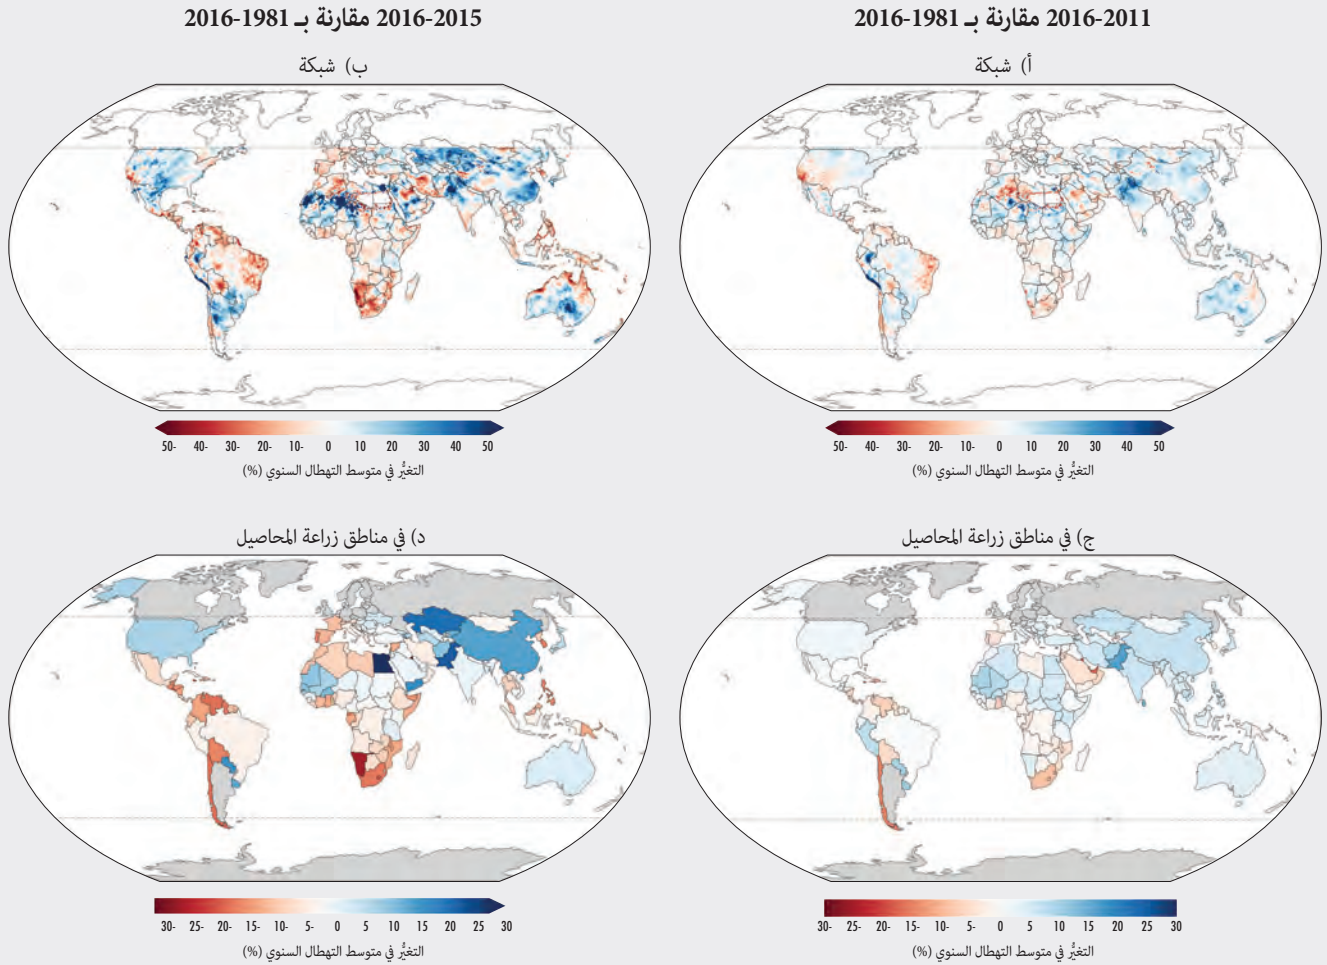 2016-2011 مقارنة بـ 1981-2016
أ) شبكة
50- 40- 30- 20- 10- 0 10 20 30 40 50
التغيُّر في متوسط التهطال السنوي (%)
2016-2015 مقارنة بـ 1981-2016
ب) شبكة
50- 40- 30- 20- 10- 0 10 20 30 40 50
التغيُّر في متوسط التهطال السنوي (%)
ج) في مناطق زراعة المحاصيل
30- 25- 20- 15- 10- 5- 0 5 10 15 20 25 30
التغيُّر في متوسط التهطال السنوي (%)
د) في مناطق زراعة المحاصيل
30- 25- 20- 15- 10- 5- 0 5 10 15 20 25 30
التغيُّر في متوسط التهطال السنوي (%)